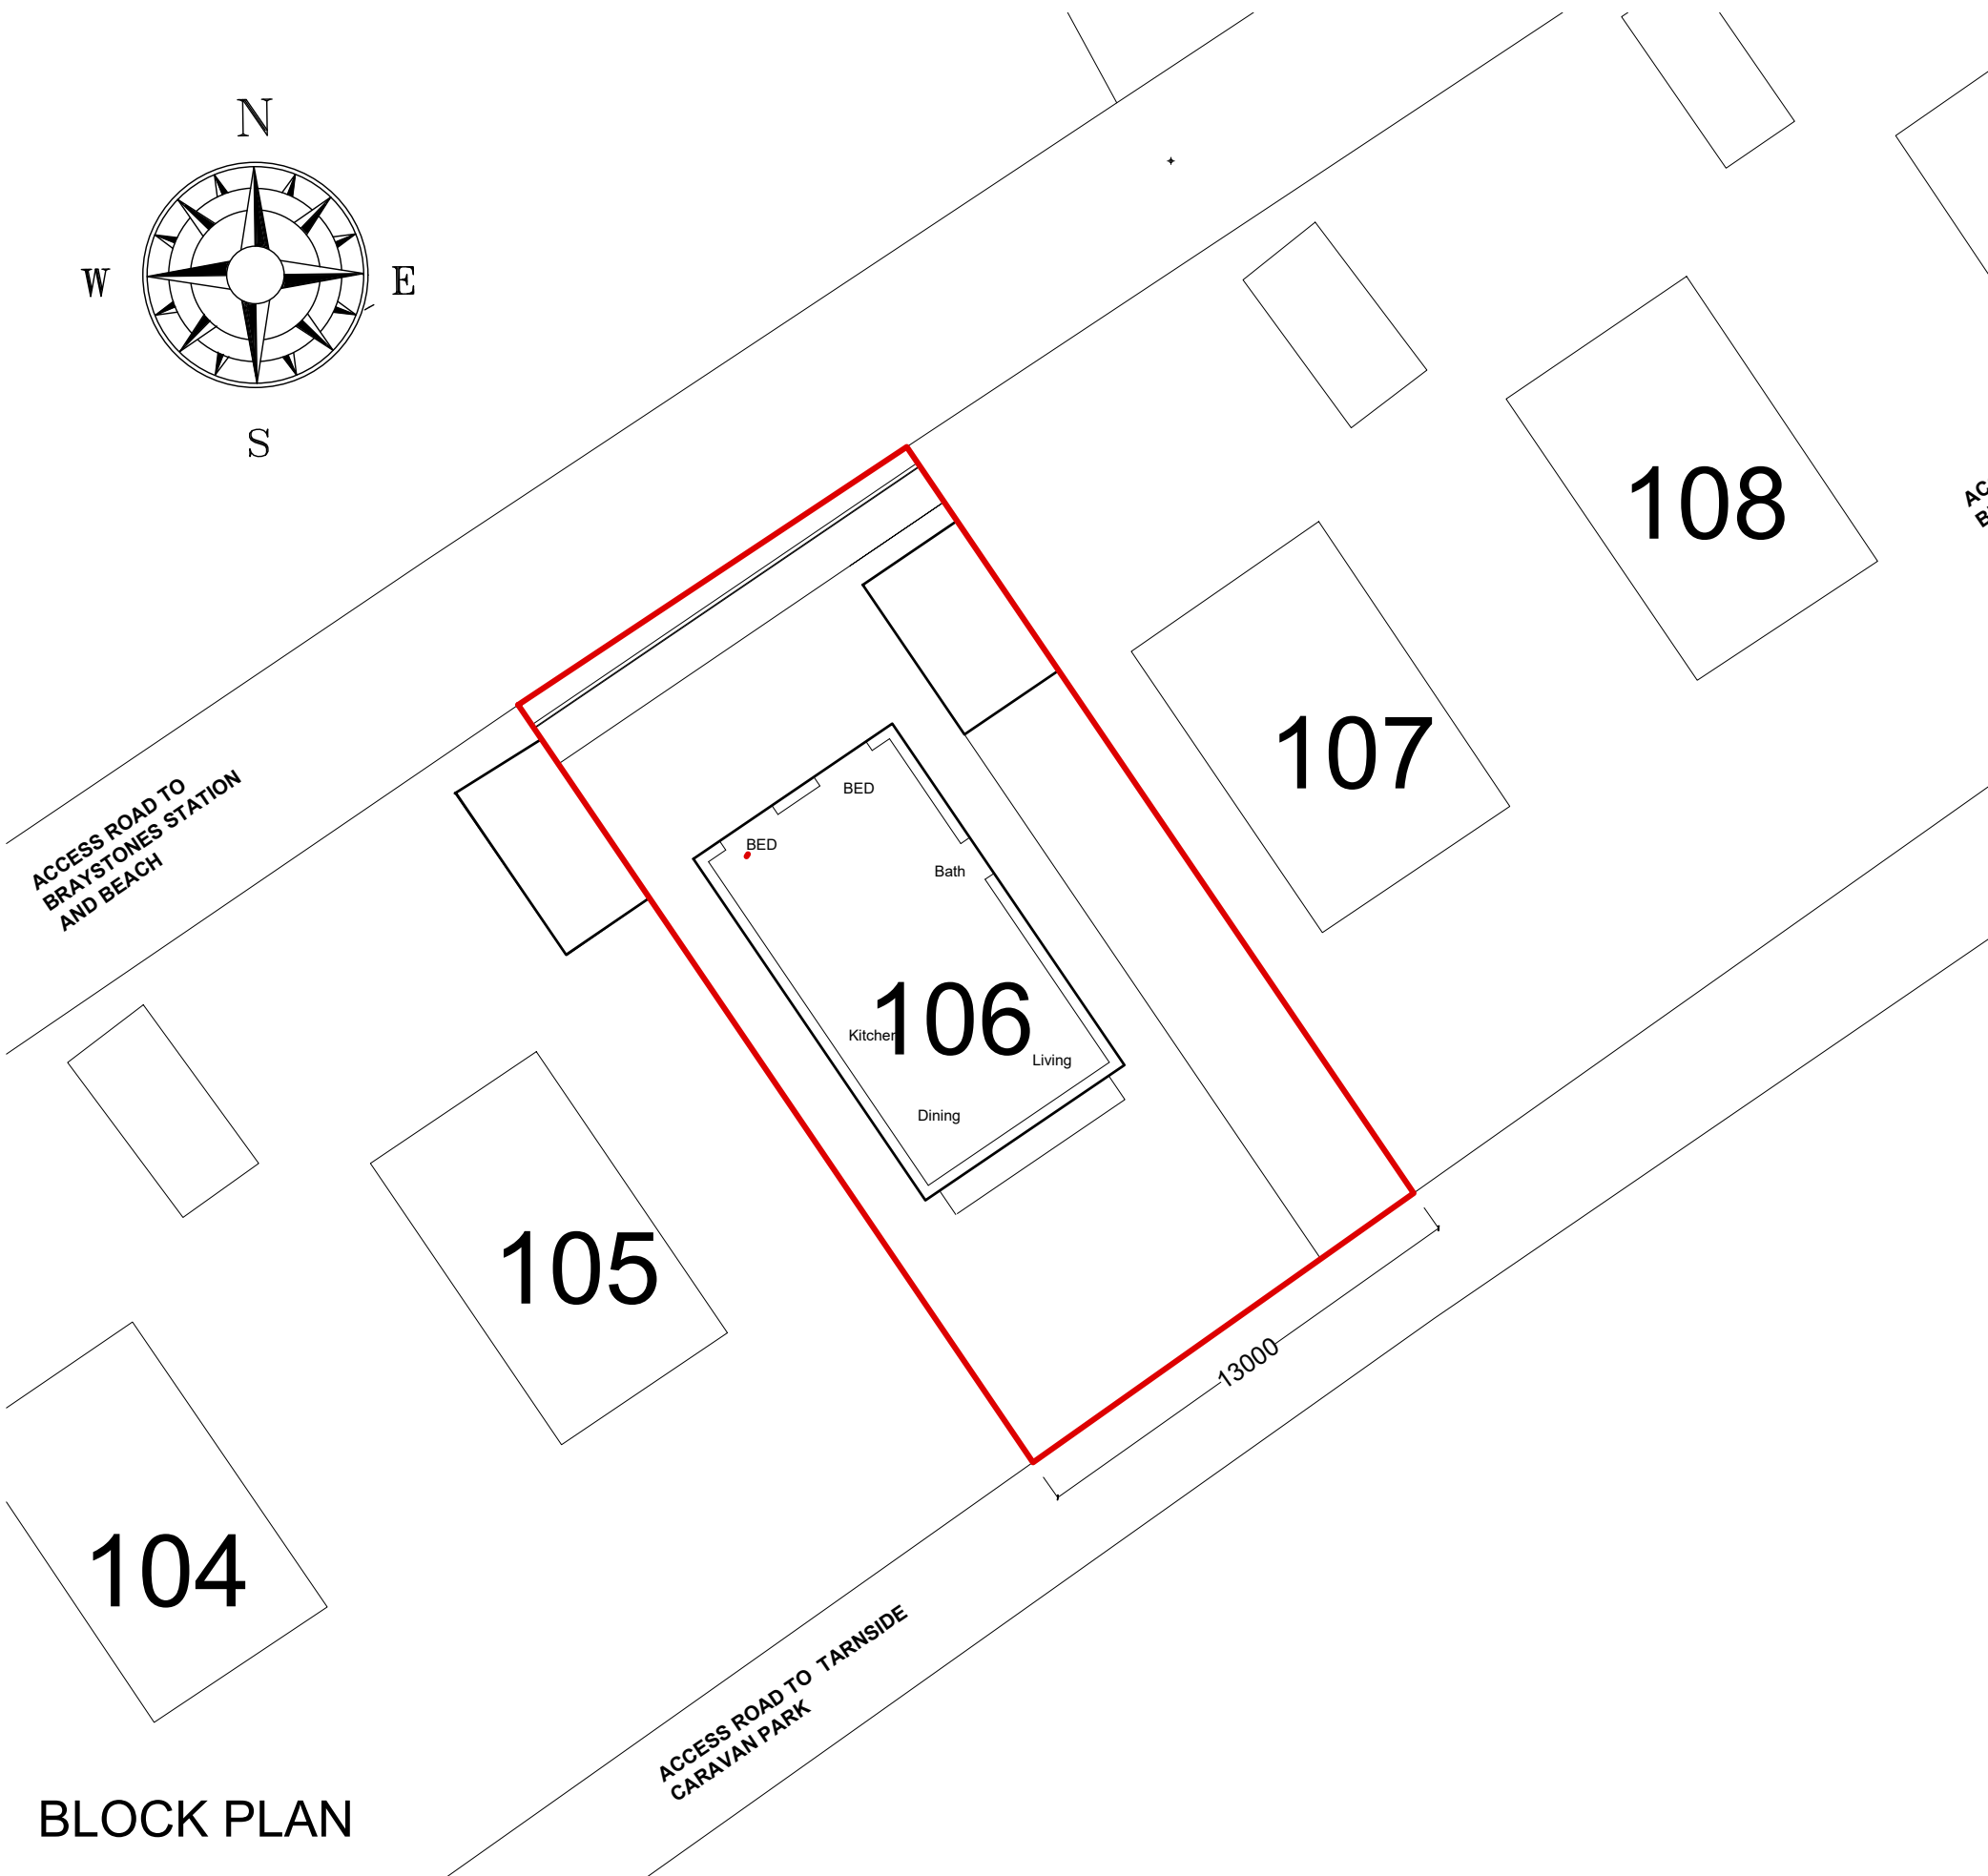 N
W
E
S
108
AC
B
107
ACCESS ROAD TO
BRAYSTONES STATION
AND BEACH
BED
BED
Bath
106
Kitchen
Living
Dining
105
13000
104
ACCESS ROAD TO TARNSIDE
CARAVAN PARK
BLOCK PLAN